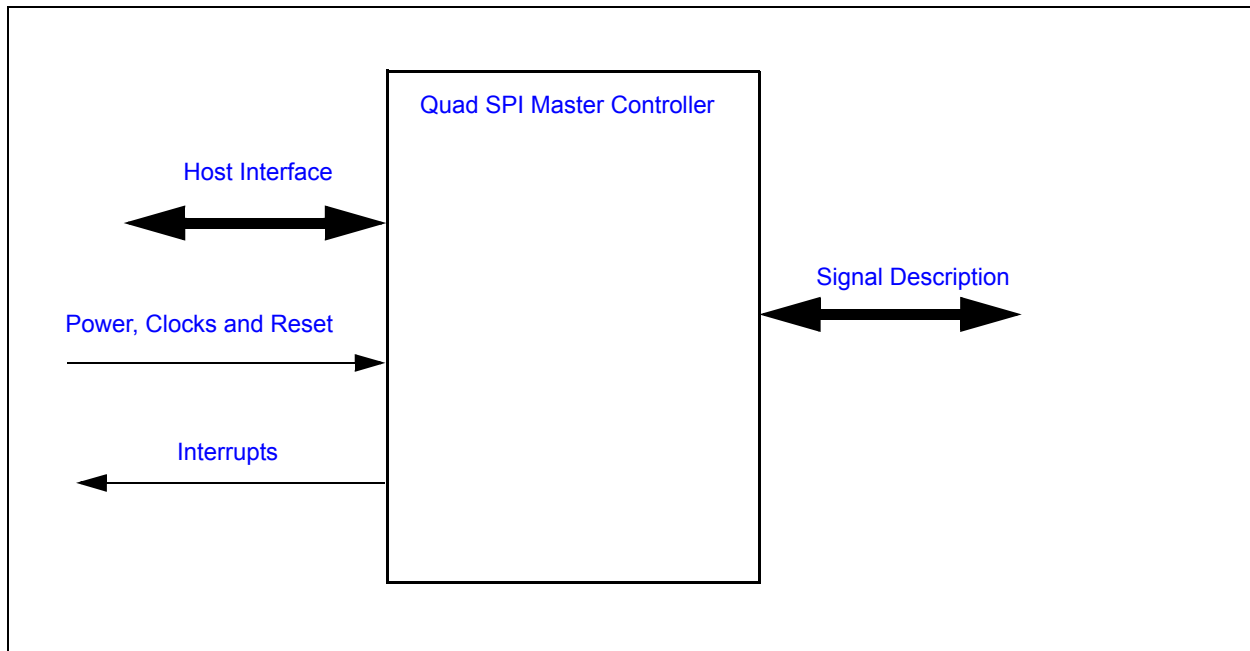 Quad SPI Master Controller
Host Interface
Signal Description
Power, Clocks and Reset
Interrupts